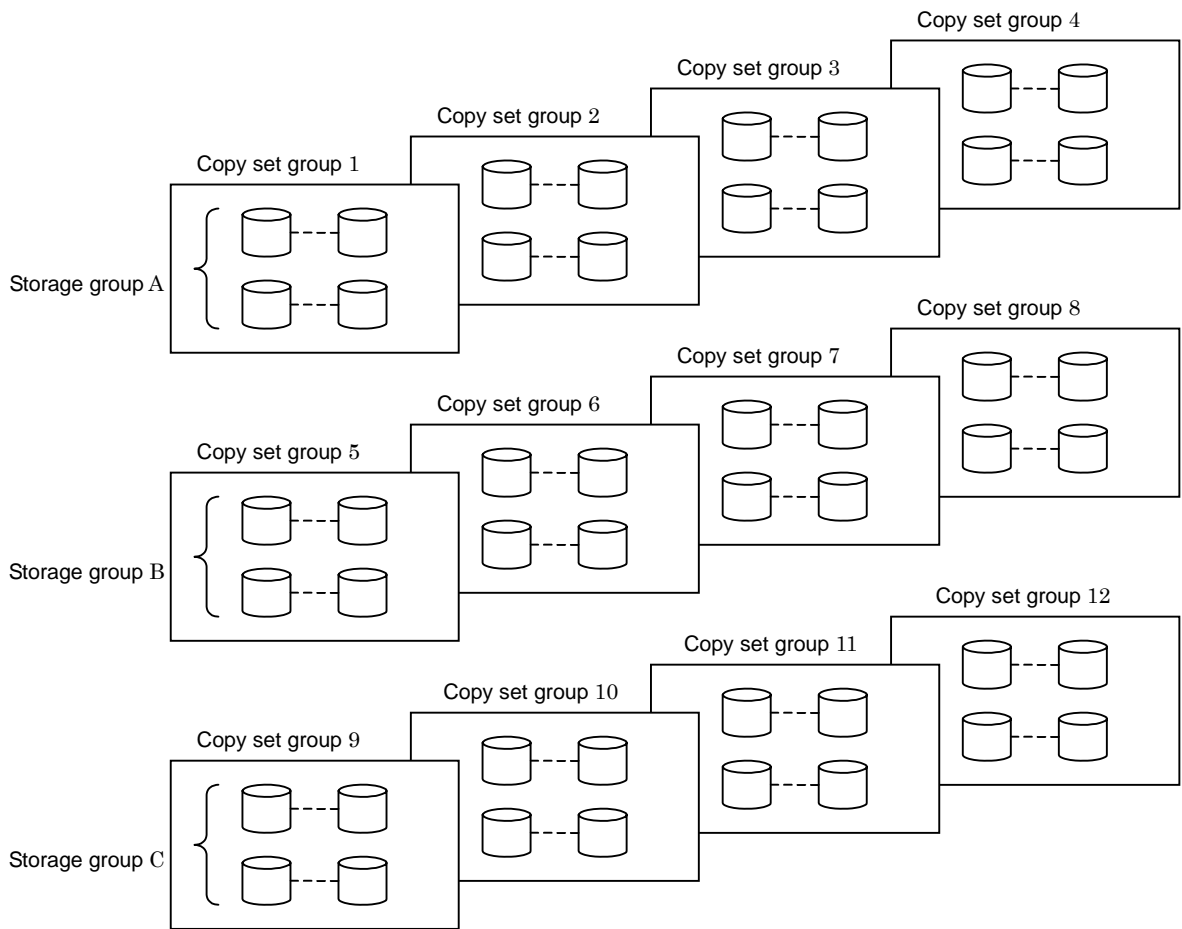 Copy set group 4
Copy set group 3
Copy set group 2
Copy set group 1
Storage group A
Copy set group 8
Copy set group 7
Copy set group 6
Copy set group 5
Storage group B
Copy set group 12
Copy set group 11
Copy set group 10
Copy set group 9
Storage group C